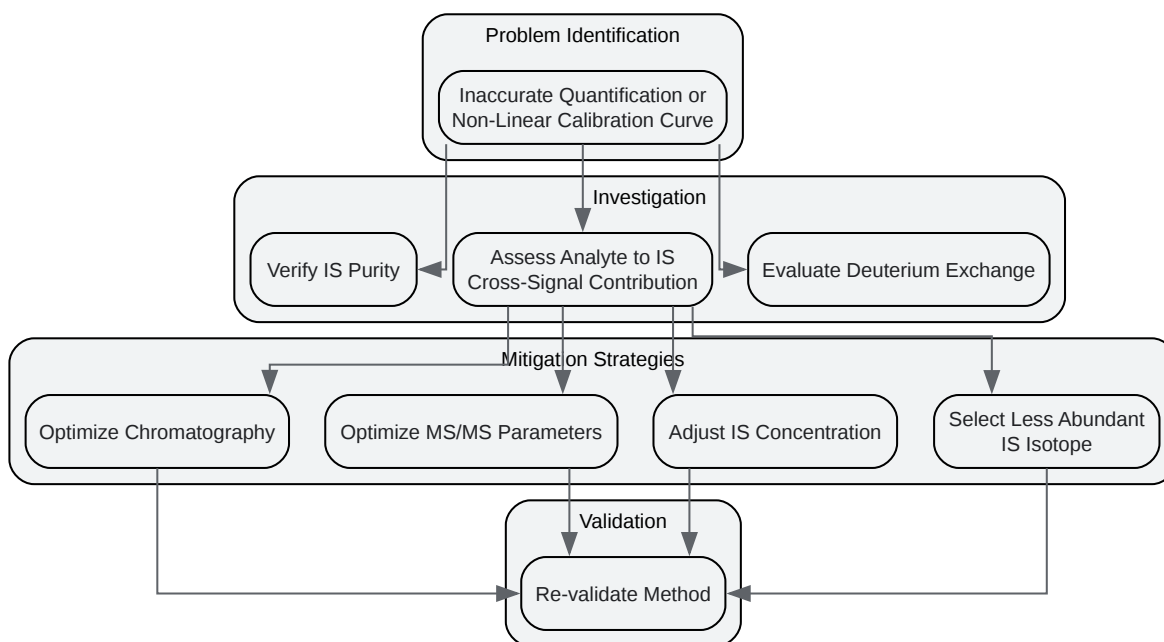 Problem Identification
Inaccurate Quantification or
Non-Linear Calibration Curve
Investigation
Verify IS Purity
Assess Analyte to IS
Cross-Signal Contribution
Evaluate Deuterium Exchange
Mitigation Strategies
Optimize Chromatography
Optimize MS/MS Parameters
Adjust IS Concentration
Select Less Abundant
IS Isotope
Validation
Re-validate Method